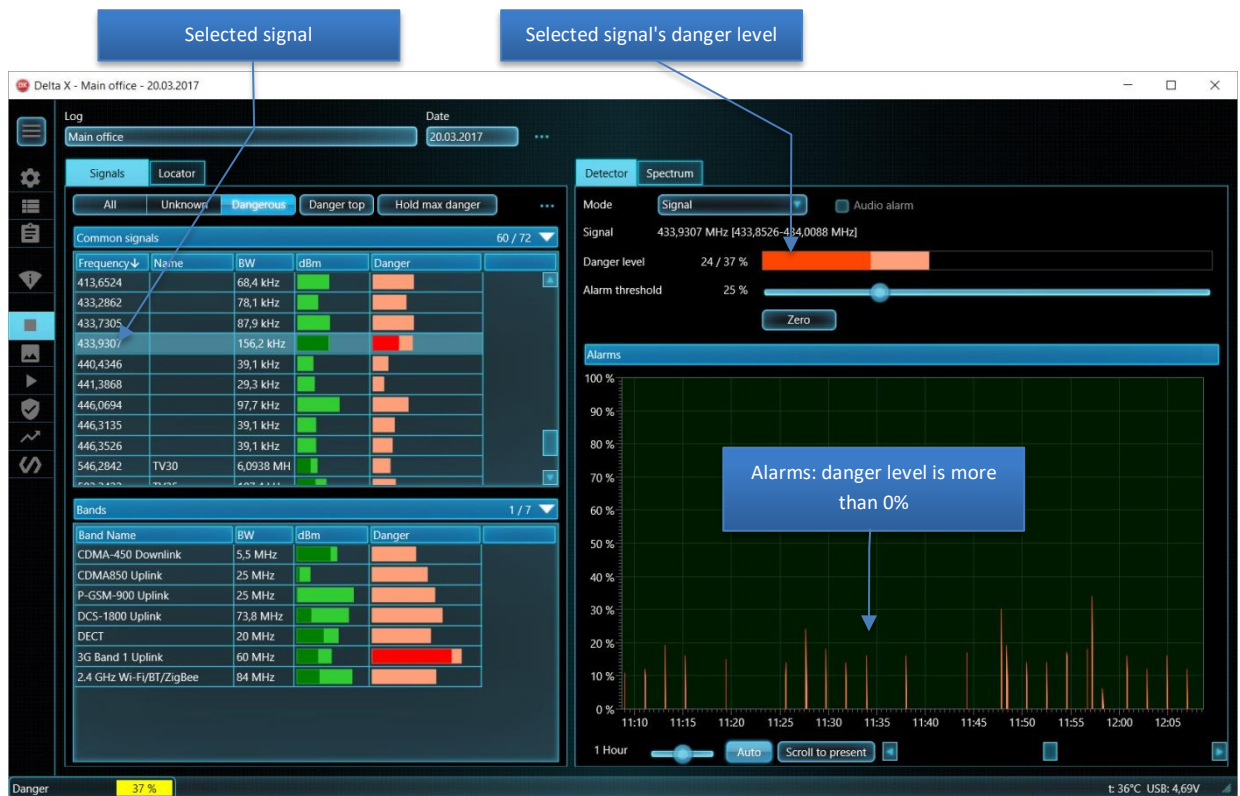 Selected signal
Selected signal's danger level
DX Delta X - Main office - 20.03.2017
Log
Date
Main office
20.03.2017
Signals Locator
Detector Spectrum
All Unknown Dangerous Danger top Hold max danger
Mode Signal Audio alarm
Common signals 60 / 72
Signal 433,9307 MHz [433,8526-434,0088 MHz]
Frequency Name BW dBm Danger
Danger level 24 / 37 %
413,6524 68,4 kHz
Alarm threshold 25 %
433,2862 78,1 kHz
433,7305 87,9 kHz
Zero
433,9307 156,2 kHz
440,4346 39,1 kHz
441,3868 29,3 kHz
446,0694 97,7 kHz
446,3135 39,1 kHz
446,3526 39,1 kHz
546,2842 TV30 6,0938 MH
Bands 1 / 7
Band Name BW dBm Danger
CDMA-450 Downlink 5,5 MHz
CDMA850 Uplink 25 MHz
P-GSM-900 Uplink 25 MHz
DCS-1800 Uplink 73,8 MHz
DECT 20 MHz
3G Band 1 Uplink 60 MHz
2.4 GHz Wi-Fi/BT/ZigBee 84 MHz
Alarms
100 %
90 %
80 %
70 %
60 %
50 %
40 %
30 %
20 %
10 %
0 %
Alarms: danger level is more
than 0%
11:10 11:15 11:20 11:25 11:30 11:35 11:40 11:45 11:50 11:55 12:00 12:05
1 Hour Auto Scroll to present
Danger 37 %
t: 36°C USB: 4,69V